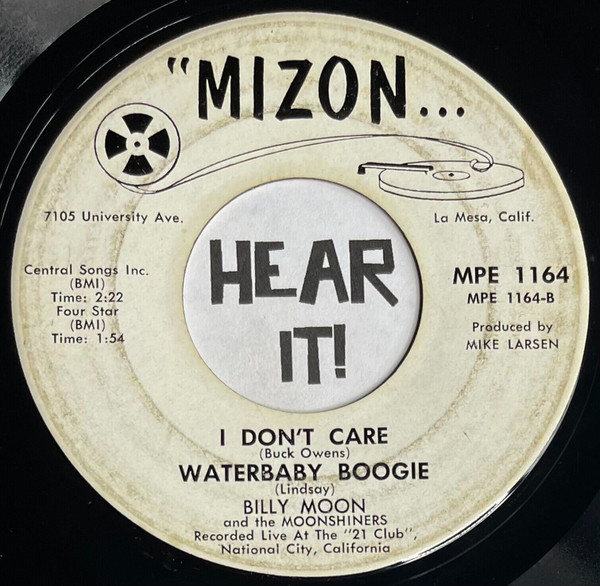 "MIZON...
7105 University Ave.
La Mesa, Calif.
Central Songs Inc.
(BMI)
Time: 2:22
Four Star
(BMI)
Time: 1:54
HEAR
IT!
MPE 1164
MPE 1164-B
Produced by
MIKE LARSEN
I DON'T CARE
(Buck Owens)
WATERBABY BOOGIE
(Lindsay)
BILLY MOON
and the MOONSHINERS
Recorded Live At The "21 Club",
National City, California